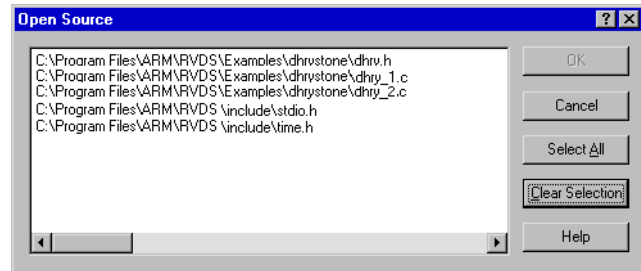 Open Source
C:\Program Files\ARM\RVDS\Examples\dhrystone\dhry.h
C:\Program Files\ARM\RVDS\Examples\dhrystone\dhry_1.c
C:\Program Files\ARM\RVDS\Examples\dhrystone\dhry_2.c
C:\Program Files\ARM\RVDS \include\stdio.h
C:\Program Files\ARM\RVDS \include\time.h
OK
Cancel
Select All
Clear Selection
Help